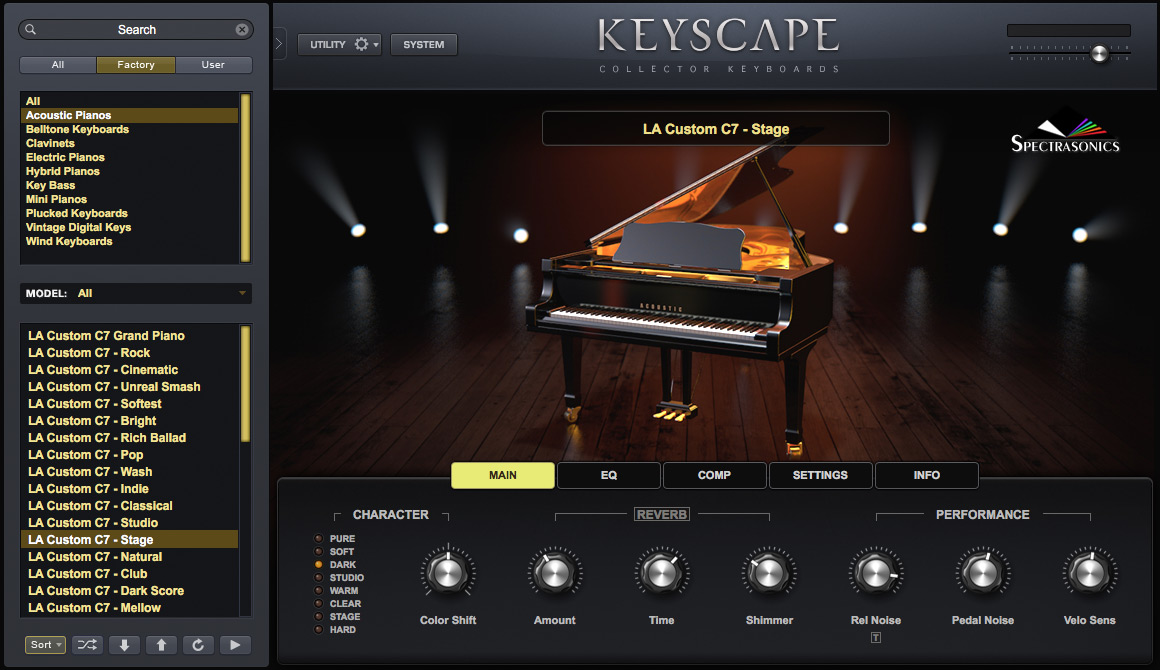 Search
All
Factory
User
All
Acoustic Pianos
Belltone Keyboards
Clavinets
Electric Pianos
Hybrid Pianos
Key Bass
Mini Pianos
Plucked Keyboards
Vintage Digital Keys
Wind Keyboards
MODEL: All
LA Custom C7 Grand Piano
LA Custom C7 - Rock
LA Custom C7 - Cinematic
LA Custom C7 - Unreal Smash
LA Custom C7 - Softest
LA Custom C7 - Bright
LA Custom C7 - Rich Ballad
LA Custom C7 - Pop
LA Custom C7 - Wash
LA Custom C7 - Indie
LA Custom C7 - Classical
LA Custom C7 - Studio
LA Custom C7 - Stage
LA Custom C7 - Natural
LA Custom C7 - Club
LA Custom C7 - Dark Score
LA Custom C7 - Mellow
Sort
UTILITY
SYSTEM
KEYSCAPE
COLLECTOR KEYBOARDS
LA Custom C7 - Stage
SPECTRASONICS
ACOUSTIC
MAIN
EQ
COMP
SETTINGS
INFO
CHARACTER
PURE
SOFT
DARK
STUDIO
WARM
CLEAR
STAGE
HARD
Color Shift
REVERB
Amount
Time
Shimmer
PERFORMANCE
Rel Noise
T
Pedal Noise
Velo Sens